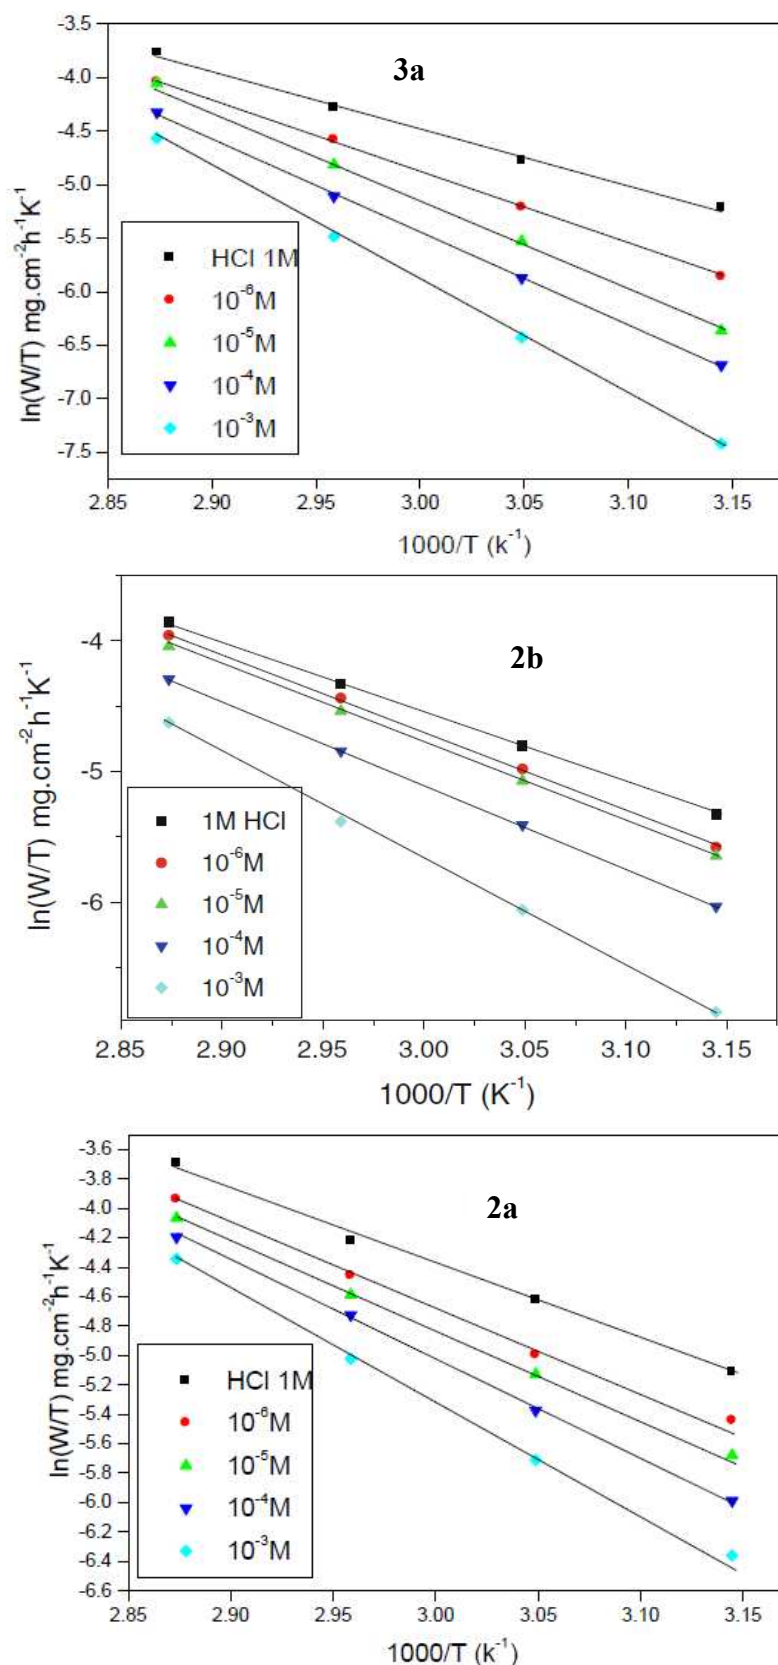 3a
-3.5
-4.0
-4.5
-5.0
-5.5
-6.0
-6.5
-7.0
-7.5
ln(W/T) mg.cm⁻²h⁻¹K⁻¹
HCl 1M
10⁻⁶M
10⁻⁵M
10⁻⁴M
10⁻³M
2.85 2.90 2.95 3.00 3.05 3.10 3.15
1000/T (k⁻¹)
2b
-4
-5
-6
ln(W/T) mg.cm⁻²h⁻¹K⁻¹
1M HCl
10⁻⁶M
10⁻⁵M
10⁻⁴M
10⁻³M
2.85 2.90 2.95 3.00 3.05 3.10 3.15
1000/T (K⁻¹)
2a
-3.6
-3.8
-4.0
-4.2
-4.4
-4.6
-4.8
-5.0
-5.2
-5.4
-5.6
-5.8
-6.0
-6.2
-6.4
-6.6
ln(W/T) mg.cm⁻²h⁻¹K⁻¹
HCl 1M
10⁻⁶M
10⁻⁵M
10⁻⁴M
10⁻³M
2.85 2.90 2.95 3.00 3.05 3.10 3.15
1000/T (k⁻¹)